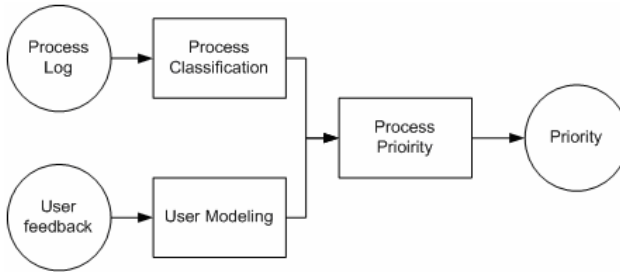 Process
Log
Process
Classification
Process
Prioirity
Priority
User
feedback
User Modeling